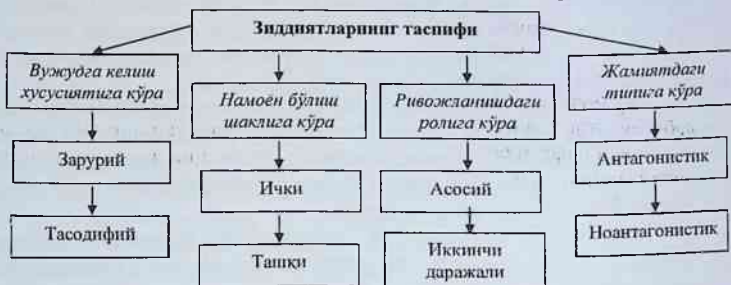 Зиддиятларнинг таснифи
Вужудга келиш
хусусиятига кўра
Зарурий
Тасодифий
Намоён бўлиш
шаклига кўра
Ички
Ташқи
Ривожланишдаги
ролига кўра
Асосий
Иккинчи
даражали
Жамиятдаги
типига кўра
Антагонистик
Ноантагонистик